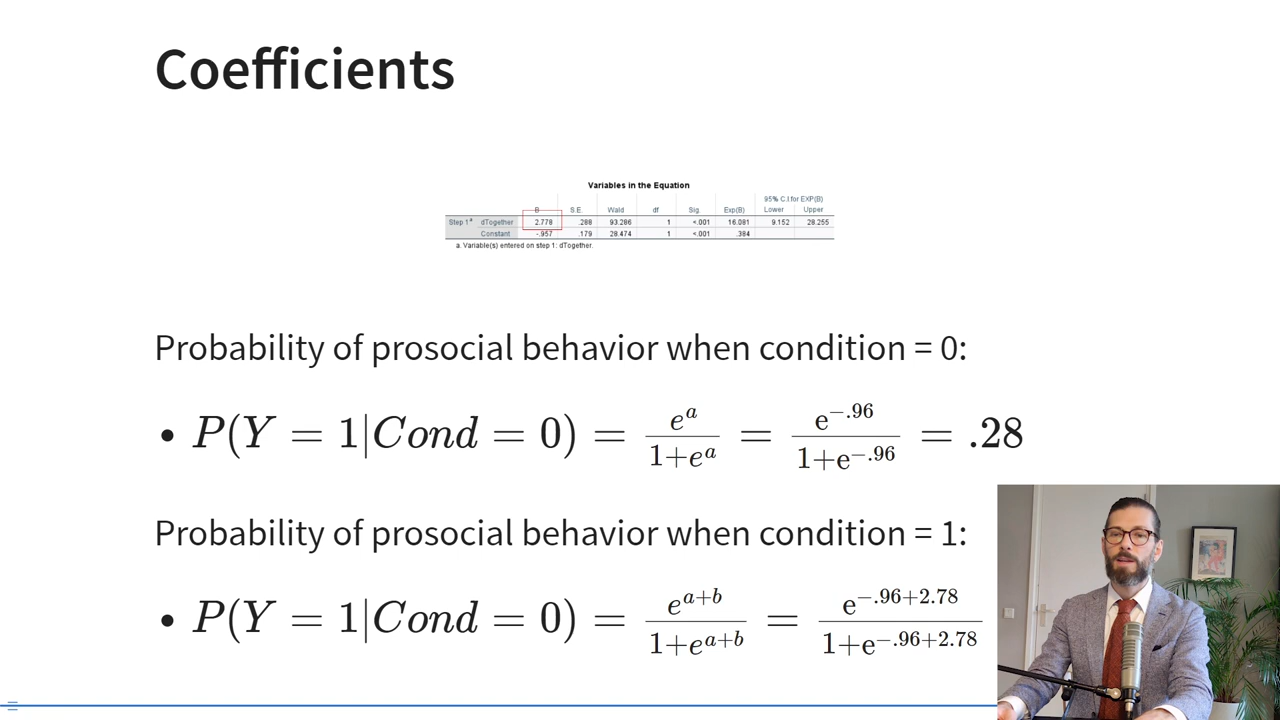 Coefficients
Variables in the Equation
95% C.I for EXP(B)
B S.E. Wald df Sig. Exp(B) Lower Upper
Step 1ᵃ dTogether 2.778 .288 93.286 1 <.001 16.081 9.152 28.255
Constant -.957 .179 28.474 1 <.001 .384
a. Variable(s) entered on step 1: dTogether.
Probability of prosocial behavior when condition = 0:
• P(Y = 1|Cond = 0) = e^a / 1+e^a = e^−.96 / 1+e^−.96 = .28
Probability of prosocial behavior when condition = 1:
• P(Y = 1|Cond = 0) = e^a+b / 1+e^a+b = e^−.96+2.78 / 1+e^−.96+2.78